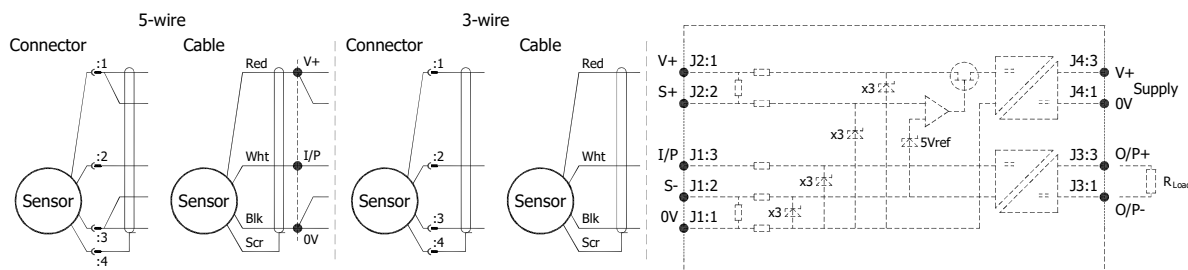 5-wire
Connector
Cable
:1
:2
:3
:4
Sensor
Red
Wht
Blk
Scr
V+
I/P
0V
Sensor
3-wire
Connector
Cable
:1
:2
:3
:4
Sensor
Red
Wht
Blk
Scr
Sensor
V+ J2:1
S+ J2:2
I/P J1:3
S- J1:2
0V J1:1
x3
x3
x3
x3
5Vref
J4:3 V+
Supply
J4:1 0V
J3:3 O/P+
RLoad
J3:1 O/P-